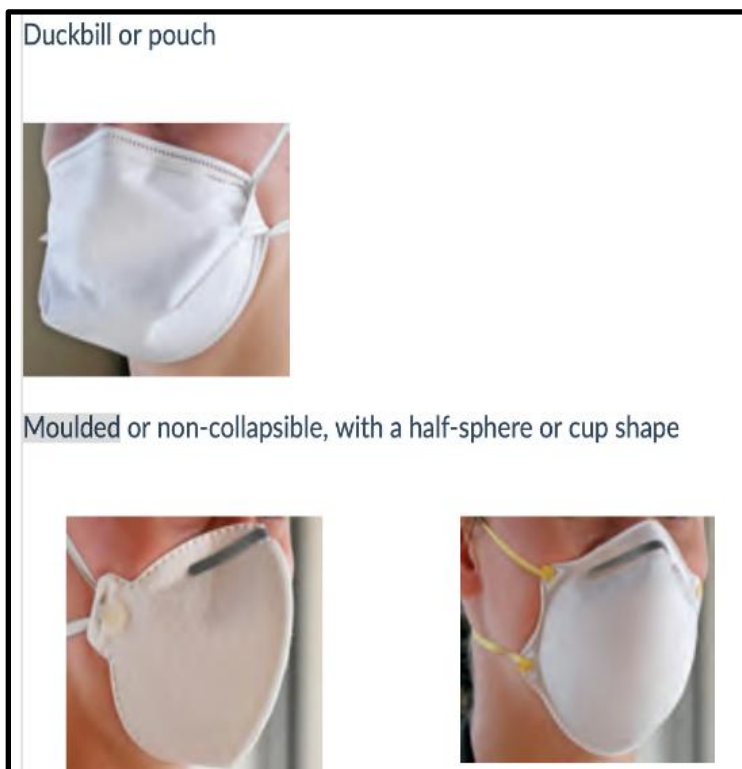 Duckbill or pouch
Moulded or non-collapsible, with a half-sphere or cup shape